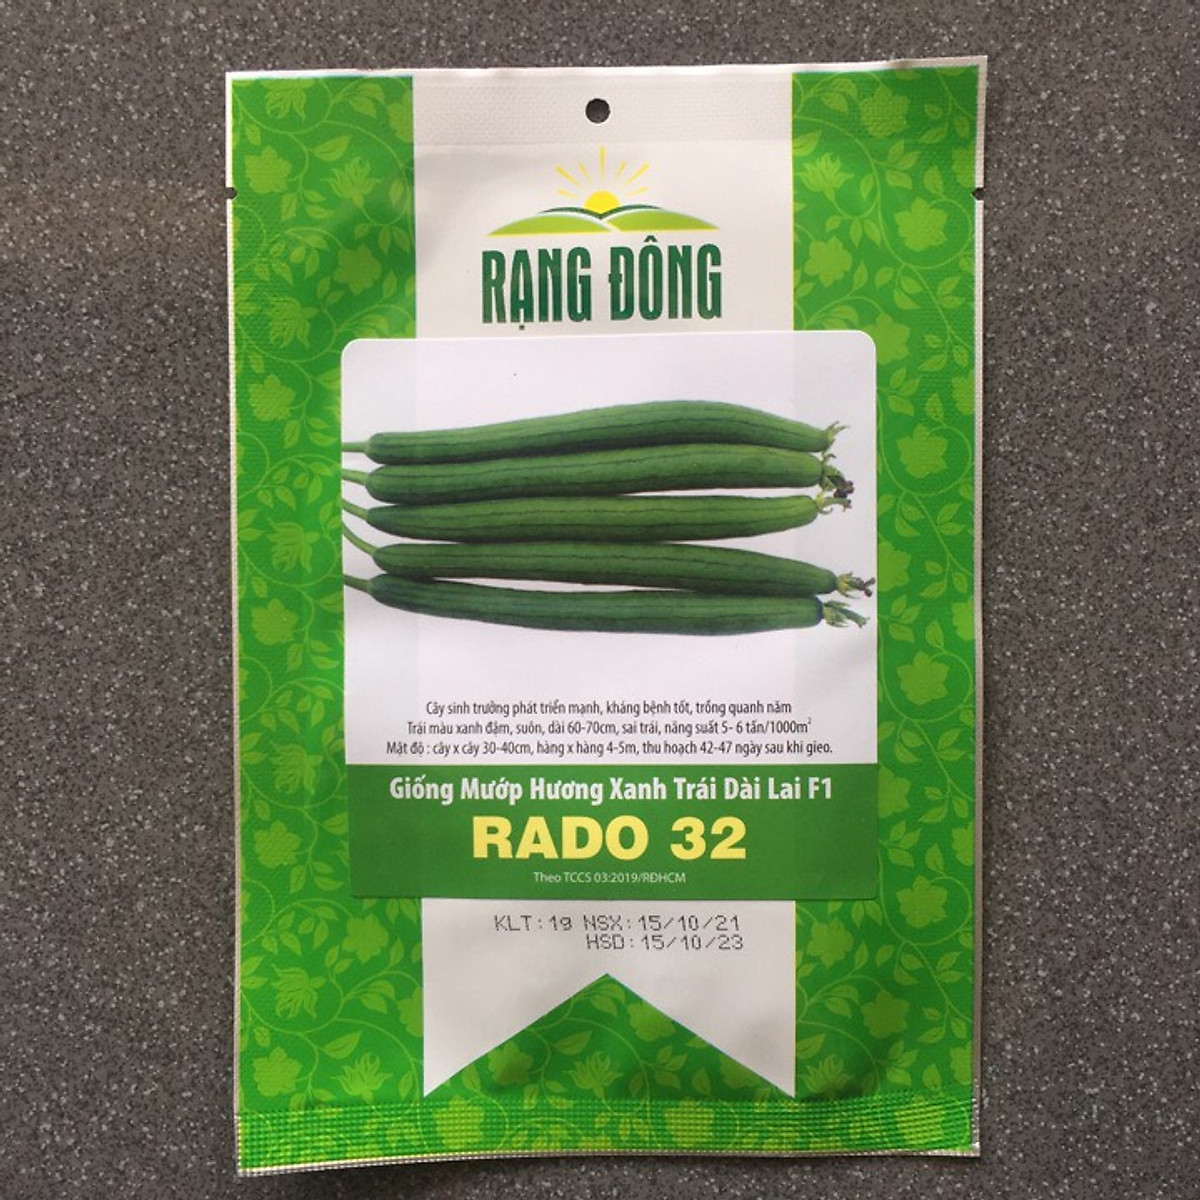 RẠNG ĐÔNG
Cây sinh trưởng phát triển mạnh, kháng bệnh tốt, trồng quanh năm
Trái màu xanh đậm, suôn, dài 60-70cm, sai trái, năng suất 5- 6 tấn/1000m²
Mật độ : cây x cây 30-40cm, hàng x hàng 4-5m, thu hoạch 42-47 ngày sau khi gieo.
Giống Mướp Hương Xanh Trái Dài Lai F1
RADO 32
Theo TCCS 03:2019/RĐHCM
KLT:1g NSX:15/10/21
HSD:15/10/23